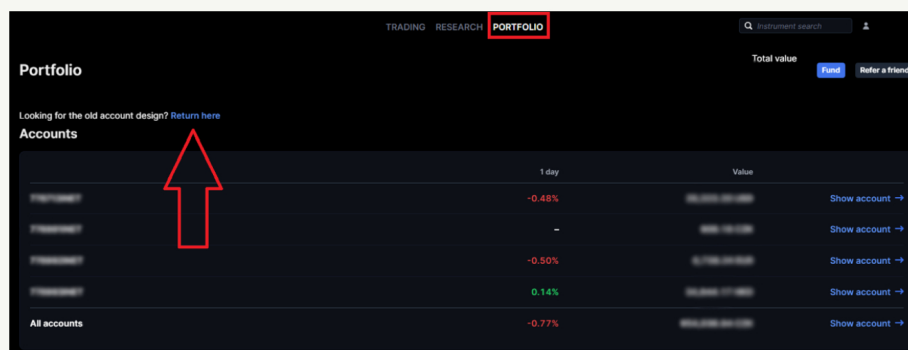 TRADING RESEARCH PORTFOLIO Instrument search
Portfolio
Total value
Fund Refer a friend
Looking for the old account design? Return here
Accounts
1 day Value
-0.48% Show account →
– Show account →
-0.50% Show account →
0.14% Show account →
All accounts -0.77% Show account →